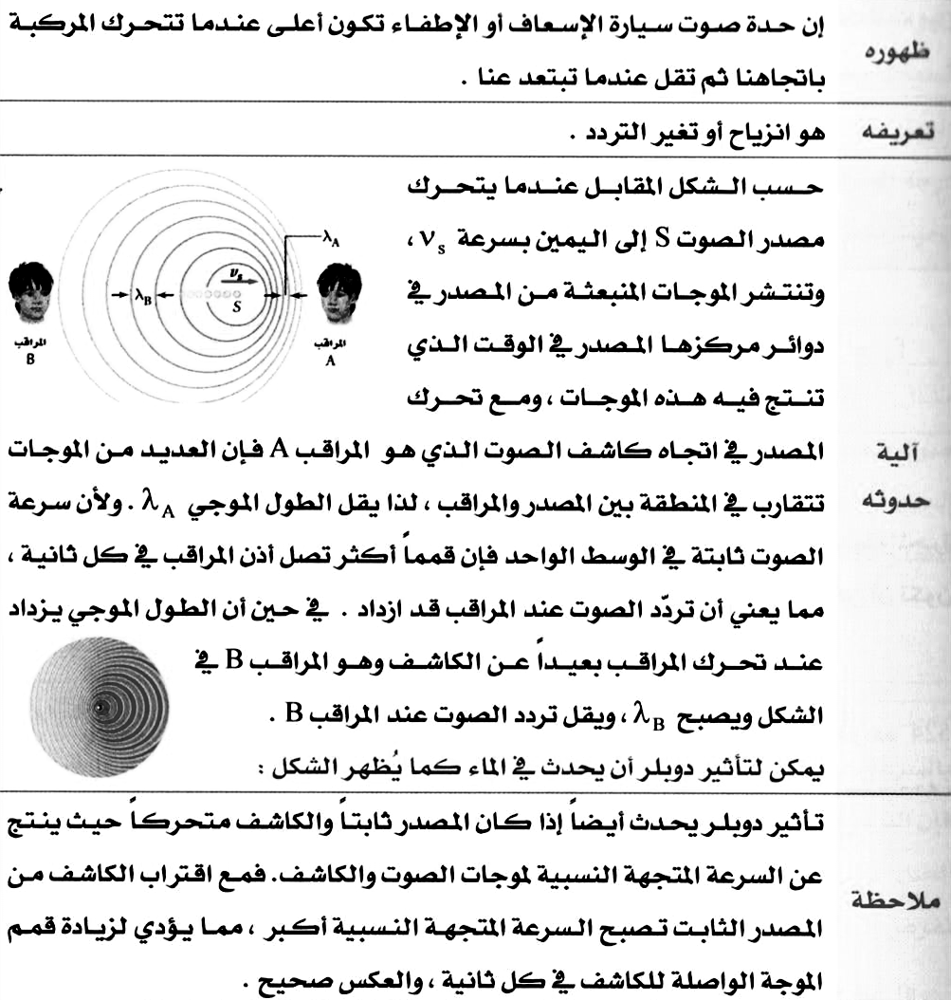 ظهوره
إن حدة صوت سيارة الإسعاف أو الإطفاء تكون أعلى عندما تتحرك المركبة
باتجاهنا ثم تقل عندما تبتعد عنا .
تعريفه
هو انزياح أو تغير التردد .
آلية
حدوثه
حسب الشكل المقابل عندما يتحرك
مصدر الصوت S إلى اليمين بسرعة vₛ ،
وتنتشر الموجات المنبعثة من المصدر في
دوائر مركزها المصدر في الوقت الذي
تنتج فيه هذه الموجات ، ومع تحرك
λA
vₛ
λB
S
المراقب
B
المراقب
A
المصدر في اتجاه كاشف الصوت الذي هو المراقب A فإن العديد من الموجات
تتقارب في المنطقة بين المصدر والمراقب ، لذا يقل الطول الموجي λA . ولأن سرعة
الصوت ثابتة في الوسط الواحد فإن قمماً أكثر تصل أذن المراقب في كل ثانية ،
مما يعني أن تردّد الصوت عند المراقب قد ازداد . في حين أن الطول الموجي يزداد
عند تحرك المراقب بعيداً عن الكاشف وهو المراقب B في
الشكل ويصبح λB ، ويقل تردد الصوت عند المراقب B .
يمكن لتأثير دوبلر أن يحدث في الماء كما يُظهر الشكل :
ملاحظة
تأثير دوبلر يحدث أيضاً إذا كان المصدر ثابتاً والكاشف متحركاً حيث ينتج
عن السرعة المتجهة النسبية لموجات الصوت والكاشف. فمع اقتراب الكاشف من
المصدر الثابت تصبح السرعة المتجهة النسبية أكبر ، مما يؤدي لزيادة قمم
الموجة الواصلة للكاشف في كل ثانية ، والعكس صحيح .